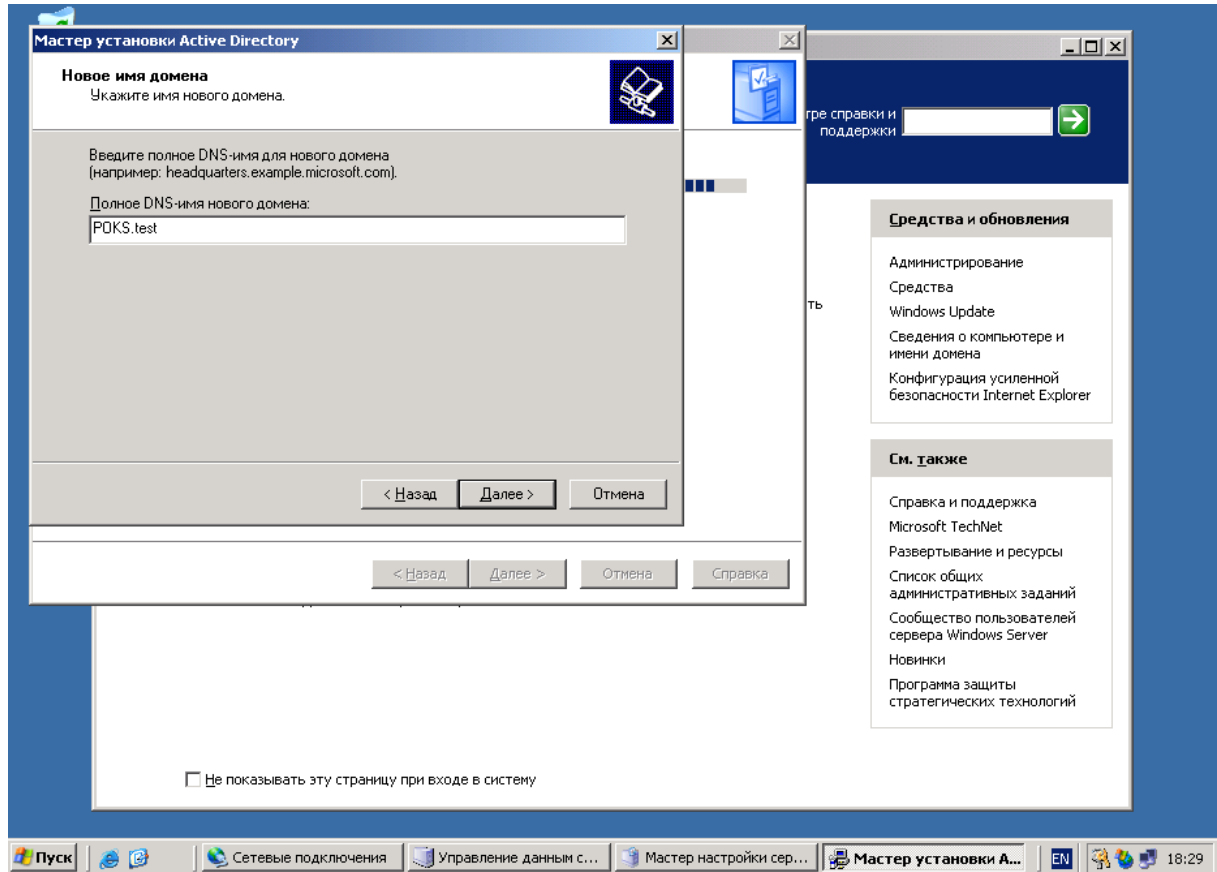 Мастер установки Active Directory
Новое имя домена
Укажите имя нового домена.
Введите полное DNS-имя для нового домена
(например: headquarters.example.microsoft.com).
Полное DNS-имя нового домена:
POKS.test
< Назад
Далее >
Отмена
< Назад
Далее >
Отмена
Справка
тре справки и
поддержки
ть
Средства и обновления
Администрирование
Средства
Windows Update
Сведения о компьютере и
имени домена
Конфигурация усиленной
безопасности Internet Explorer
См. также
Справка и поддержка
Microsoft TechNet
Развертывание и ресурсы
Список общих
административных заданий
Сообщество пользователей
сервера Windows Server
Новинки
Программа защиты
стратегических технологий
Не показывать эту страницу при входе в систему
Пуск
Сетевые подключения
Управление данным с...
Мастер настройки сер...
Мастер установки A...
EN
18:29